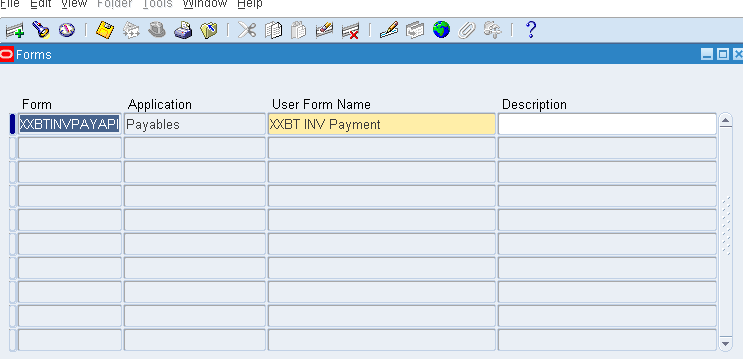 File Edit View Folder Tools Window Help
Forms
Form Application User Form Name Description
XXBTINVPAYAPI Payables XXBT INV Payment